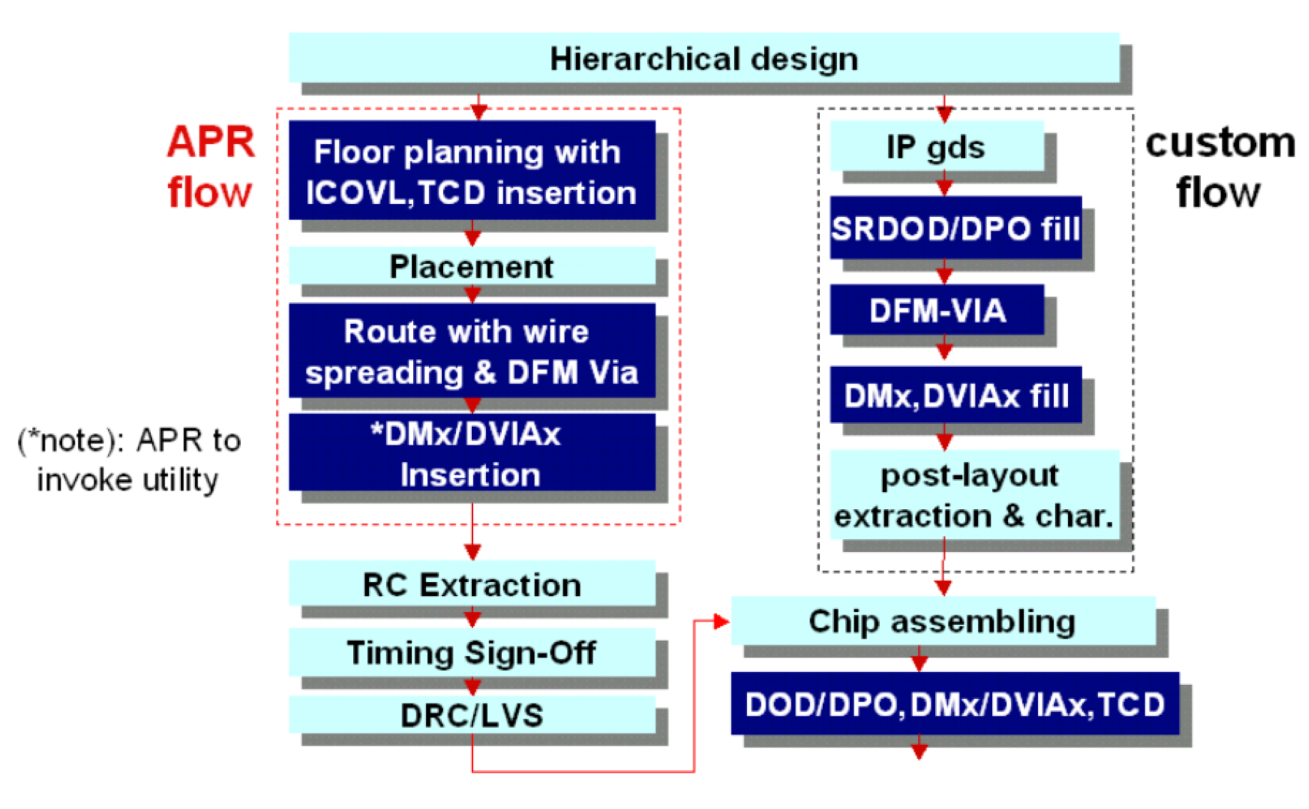 Hierarchical design
APR
flow
Floor planning with
ICOVL,TCD insertion
Placement
Route with wire
spreading & DFM Via
*DMx/DVIAx
Insertion
(*note): APR to
invoke utility
RC Extraction
Timing Sign-Off
DRC/LVS
custom
flow
IP gds
SRDOD/DPO fill
DFM-VIA
DMx,DVIAx fill
post-layout
extraction & char.
Chip assembling
DOD/DPO,DMx/DVIAx,TCD